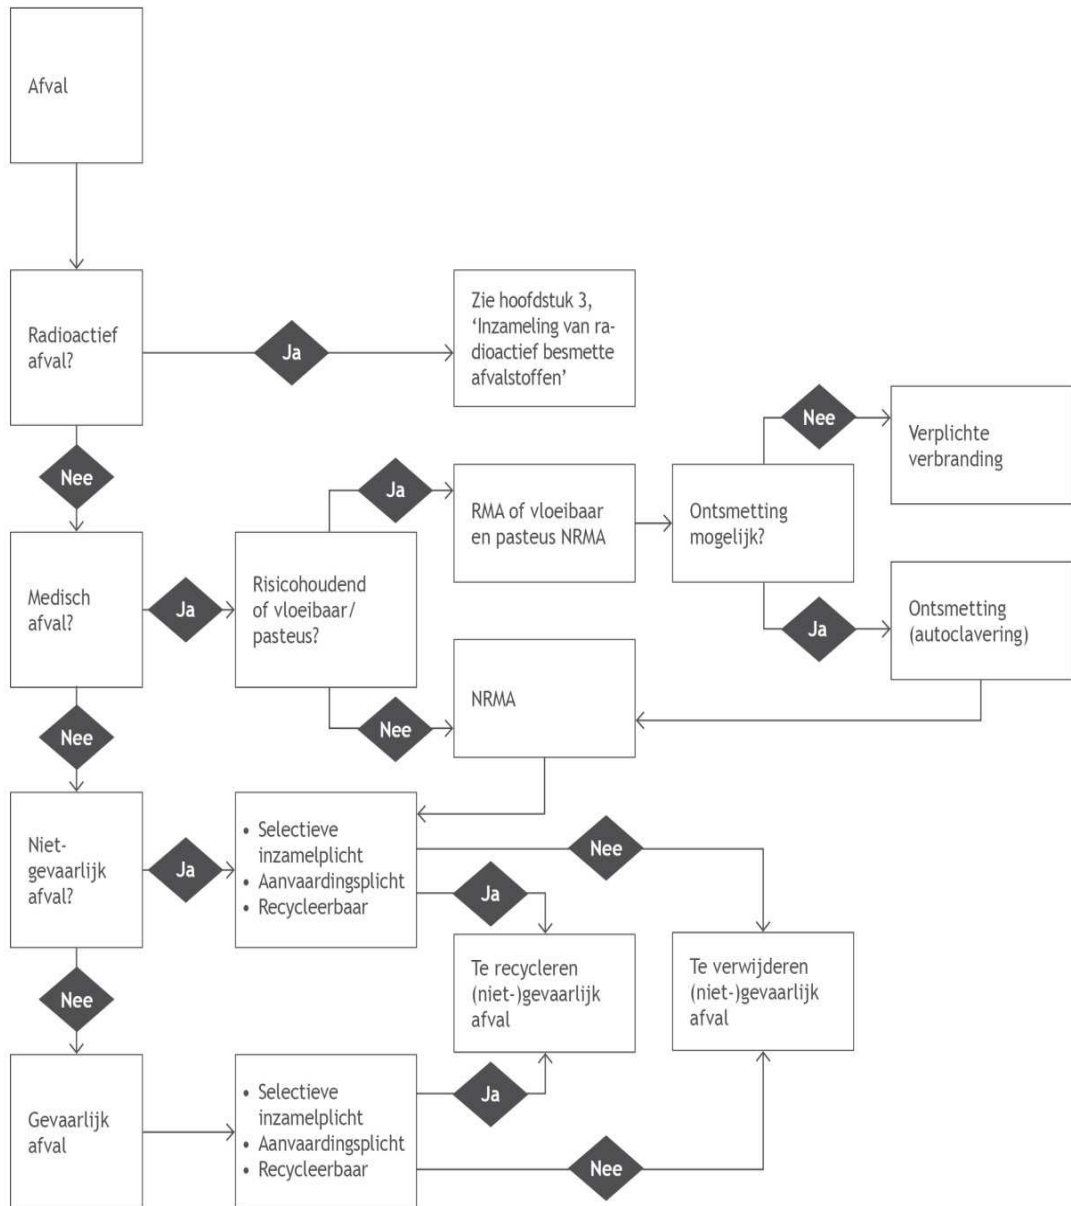 Afval
Radioactief
afval?
Ja
Zie hoofdstuk 3,
‘Inzameling van ra-
dioactief besmette
afvalstoffen’
Nee
Medisch
afval?
Ja
Risicohoudend
of vloeibaar/
pasteus?
Ja
RMA of vloeibaar
en pasteus NRMA
Ontsmetting
mogelijk?
Nee
Verplichte
verbranding
Ja
Ontsmetting
(autoclavering)
Nee
NRMA
Nee
Niet-
gevaarlijk
afval?
Ja
• Selectieve
inzamelplicht
• Aanvaardingsplicht
• Recycleerbaar
Nee
Ja
Te recycleren
(niet-)gevaarlijk
afval
Te verwijderen
(niet-)gevaarlijk
afval
Nee
Gevaarlijk
afval
• Selectieve
inzamelplicht
• Aanvaardingsplicht
• Recycleerbaar
Ja
Nee